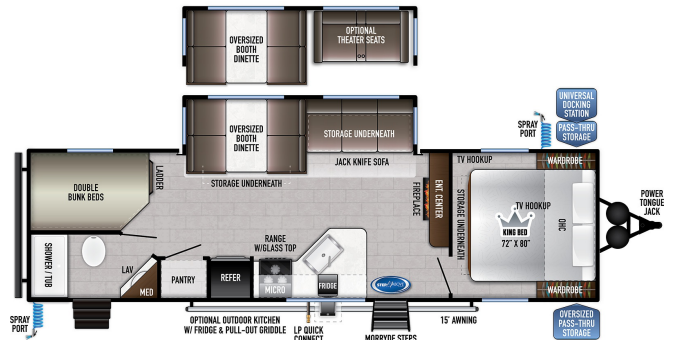 OVERSIZED
BOOTH
DINETTE
OPTIONAL
THEATER SEATS
UNIVERSAL
DOCKING
STATION
SPRAY
PORT
PASS-THRU
STORAGE
OVERSIZED
BOOTH
DINETTE
STORAGE UNDERNEATH
JACK KNIFE SOFA
STORAGE UNDERNEATH
DOUBLE
BUNK BEDS
LADDER
FIREPLACE
ENT. CENTER
TV HOOKUP
WARDROBE
STORAGE UNDERNEATH
TV HOOKUP
KING BED
72" X 80"
OHC
POWER
TONGUE
JACK
SHOWER / TUB
LAV
MED
PANTRY
REFER
RANGE
W/GLASS TOP
MICRO
FRIDGE
WARDROBE
SPRAY
PORT
OPTIONAL OUTDOOR KITCHEN
W/ FRIDGE & PULL-OUT GRIDDLE
LP QUICK
CONNECT
MORRYDE STEPS
15' AWNING
OVERSIZED
PASS-THRU
STORAGE